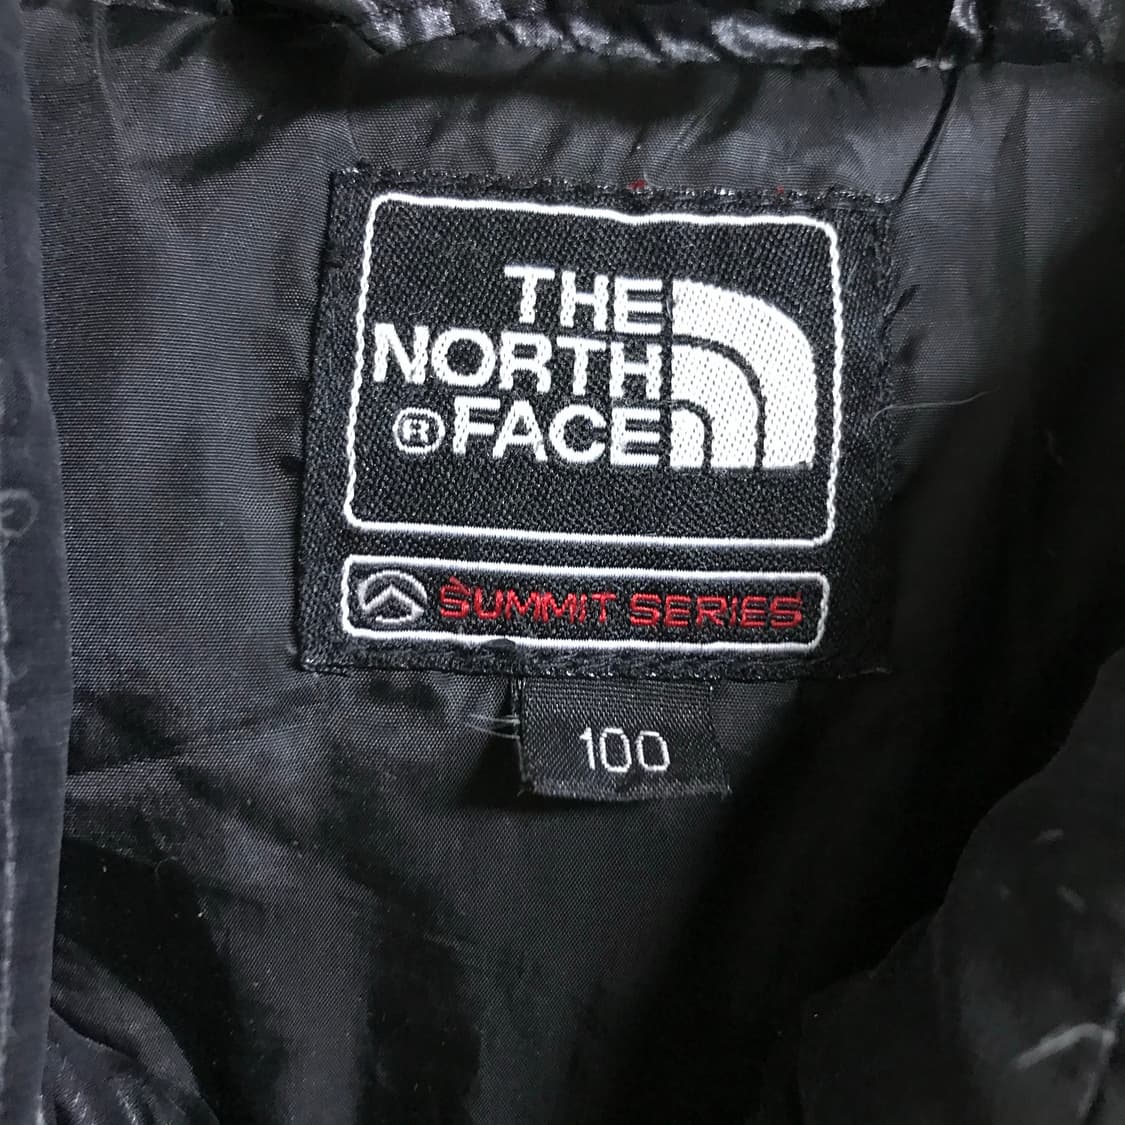 THE
NORTH
®FACE
SUMMIT SERIES
100